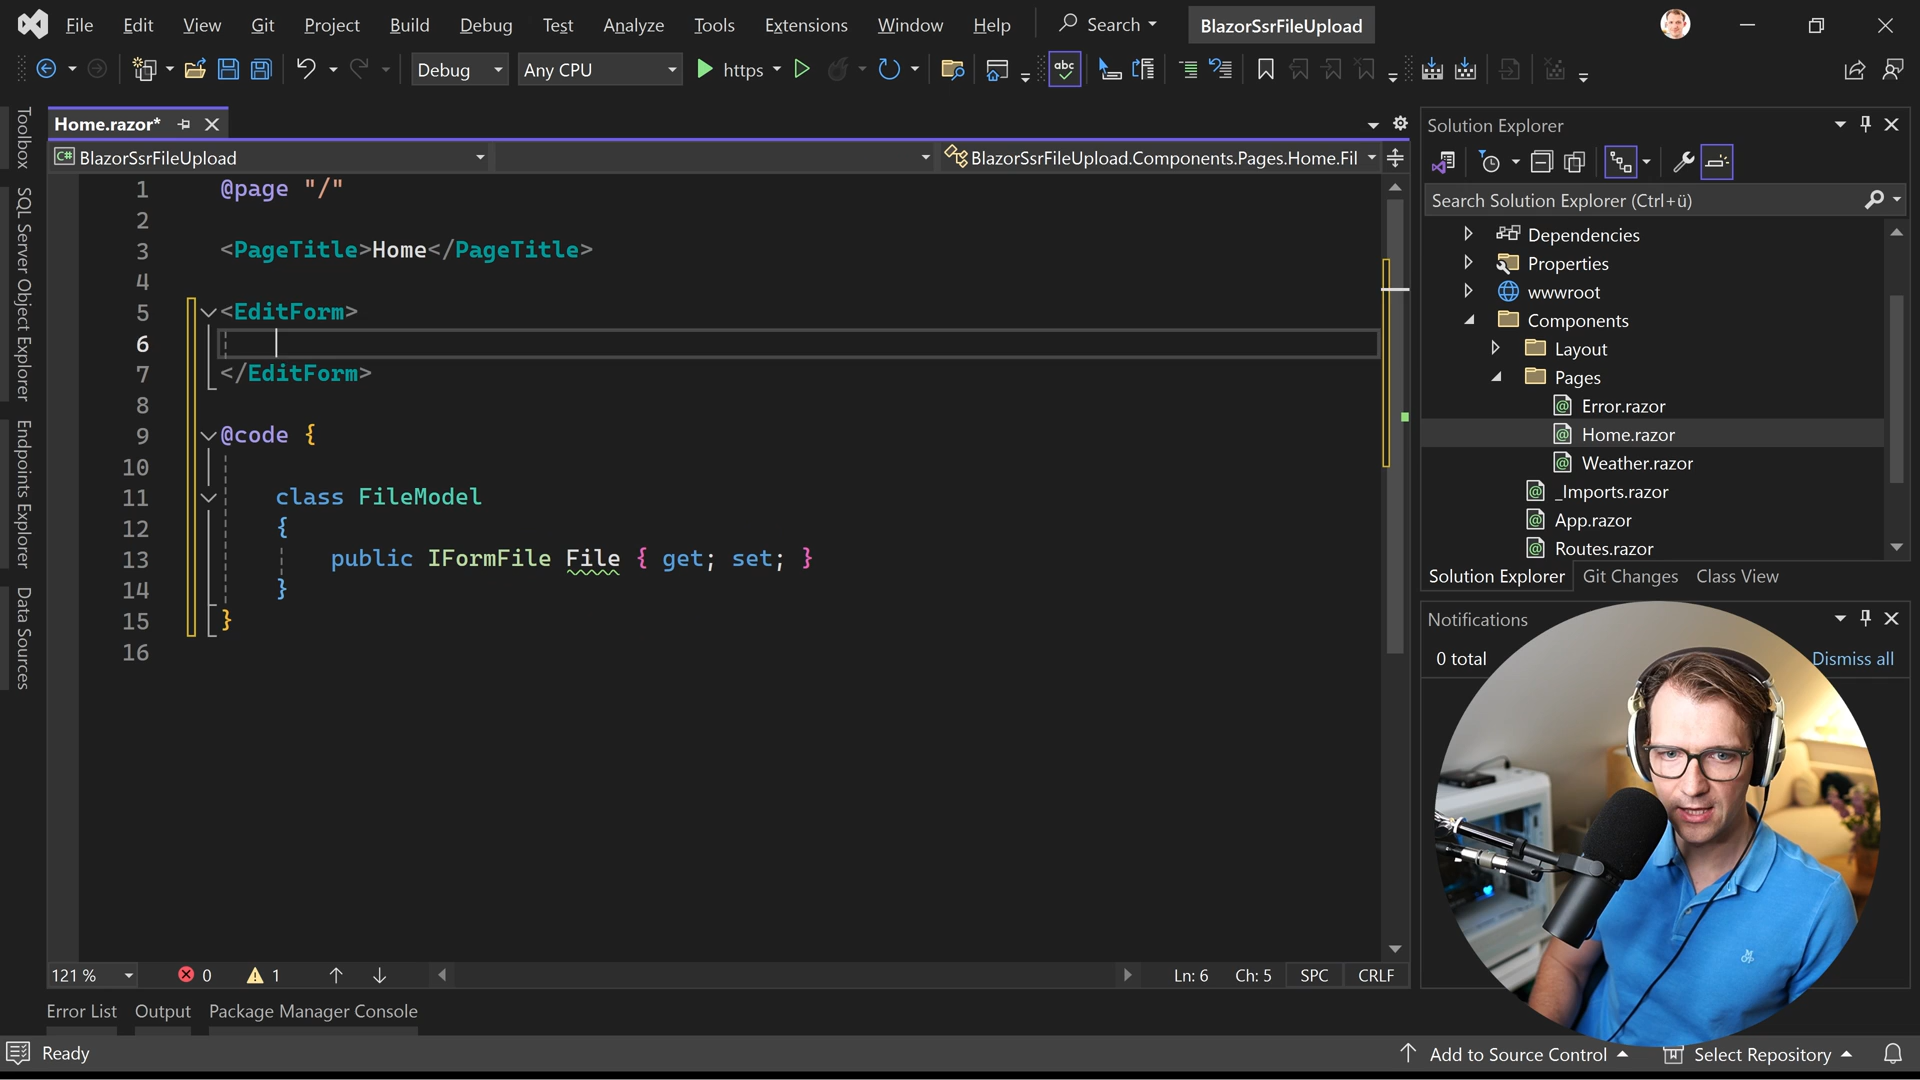 File Edit View Git Project Build Debug Test Analyze Tools Extensions Window Help Search BlazorSsrFileUpload
Debug Any CPU https abc
Toolbox
SQL Server Object Explorer
Endpoints Explorer
Data Sources
Home.razor*
BlazorSsrFileUpload BlazorSsrFileUpload.Components.Pages.Home.Fil
1 @page "/"
2
3 <PageTitle>Home</PageTitle>
4
5 <EditForm>
6
7 </EditForm>
8
9 @code {
10
11 class FileModel
12 {
13 public IFormFile File { get; set; }
14 }
15 }
16
121 % 0 1 Ln: 6 Ch: 5 SPC CRLF
Error List Output Package Manager Console
Ready
Solution Explorer
Search Solution Explorer (Ctrl+ü)
Dependencies
Properties
wwwroot
Components
Layout
Pages
Error.razor
Home.razor
Weather.razor
_Imports.razor
App.razor
Routes.razor
Solution Explorer Git Changes Class View
Notifications
0 total Dismiss all
Add to Source Control Select Repository